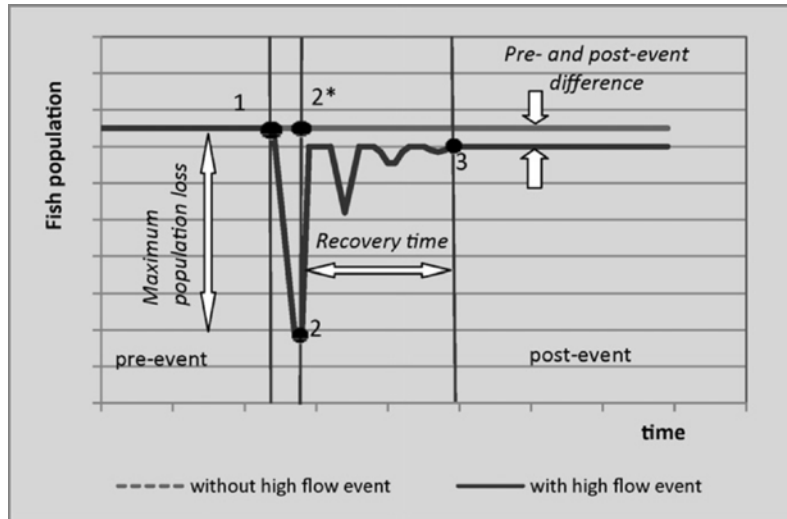 Pre- and post-event
difference
1
2*
3
Fish population
Maximum
population loss
Recovery time
2
pre-event
post-event
time
without high flow event
with high flow event